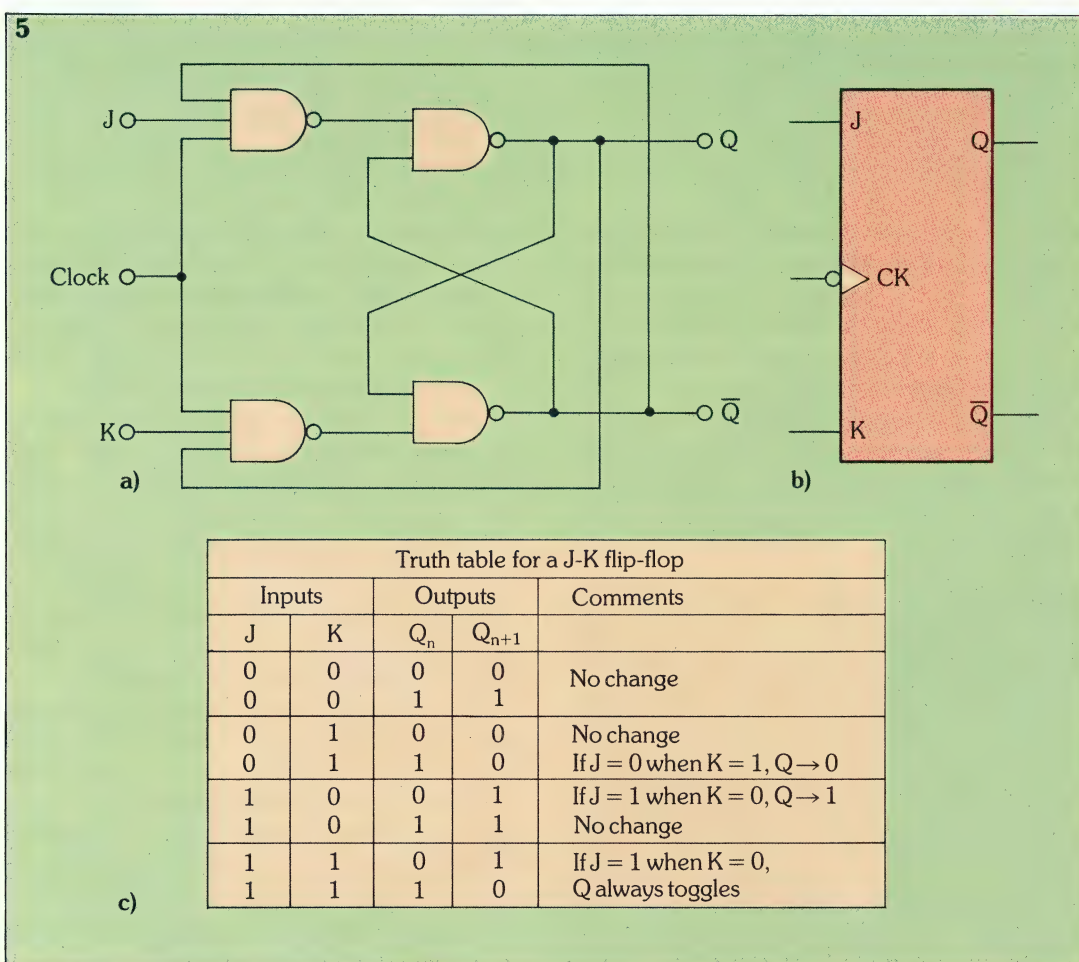 5
J
Q
Clock
K
Q̅
a)
J
Q
CK
K
Q̅
b)
Truth table for a J-K flip-flop
Inputs Outputs Comments
J K Qₙ Qₙ₊₁
0 0 0 0 No change
0 0 1 1
0 1 0 0 No change
0 1 1 0 If J = 0 when K = 1, Q → 0
1 0 0 1 If J = 1 when K = 0, Q → 1
1 0 1 1 No change
1 1 0 1 If J = 1 when K = 0,
1 1 1 0 Q always toggles
c)